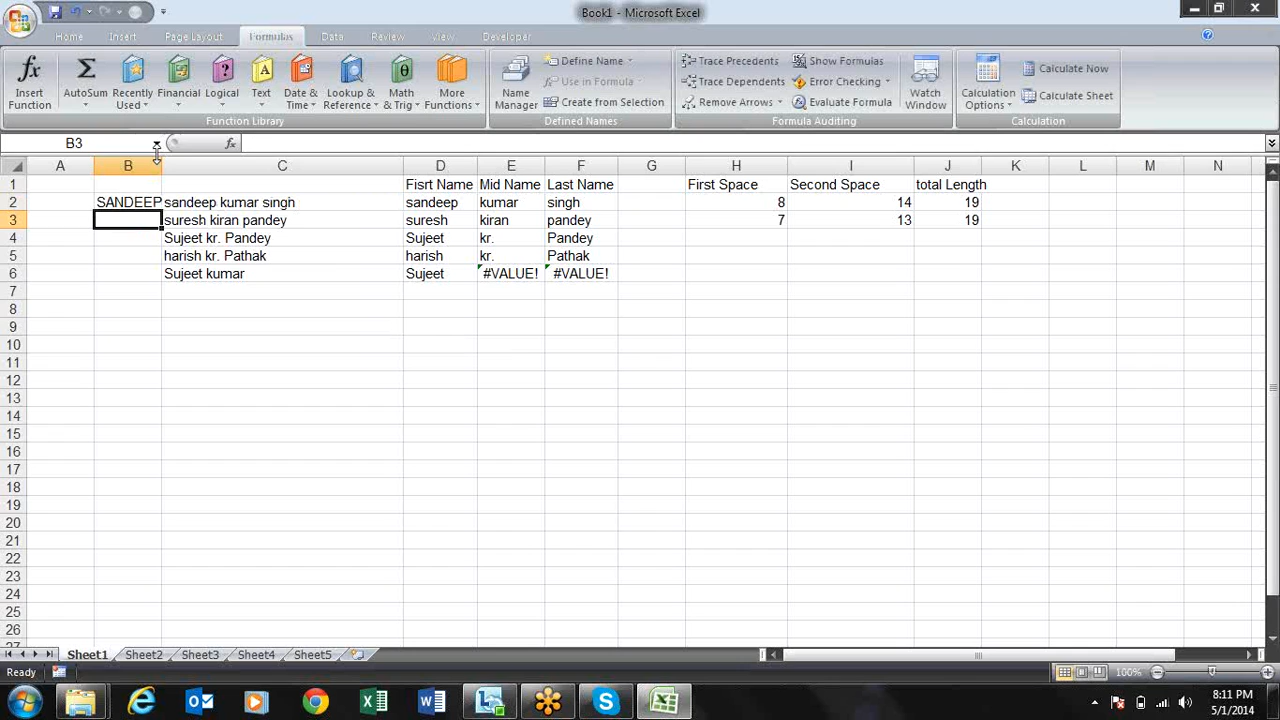 Book1 - Microsoft Excel
Home Insert Page Layout Formulas Data Review View Developer
Insert Function
AutoSum
Recently Used
Financial
Logical
Text
Date & Time
Lookup & Reference
Math & Trig
More Functions
Function Library
Name Manager
Define Name
Use in Formula
Create from Selection
Defined Names
Trace Precedents
Trace Dependents
Remove Arrows
Show Formulas
Error Checking
Evaluate Formula
Formula Auditing
Watch Window
Calculation Options
Calculate Now
Calculate Sheet
Calculation
B3 fx
A B C D E F G H I J K L M N
1 Fisrt Name Mid Name Last Name First Space Second Space total Length
2 SANDEEP sandeep kumar singh sandeep kumar singh 8 14 19
3 suresh kiran pandey suresh kiran pandey 7 13 19
4 Sujeet kr. Pandey Sujeet kr. Pandey
5 harish kr. Pathak harish kr. Pathak
6 Sujeet kumar Sujeet #VALUE! #VALUE!
7
8
9
10
11
12
13
14
15
16
17
18
19
20
21
22
23
24
25
26
27
Sheet1 Sheet2 Sheet3 Sheet4 Sheet5
Ready 100%
8:11 PM
5/1/2014